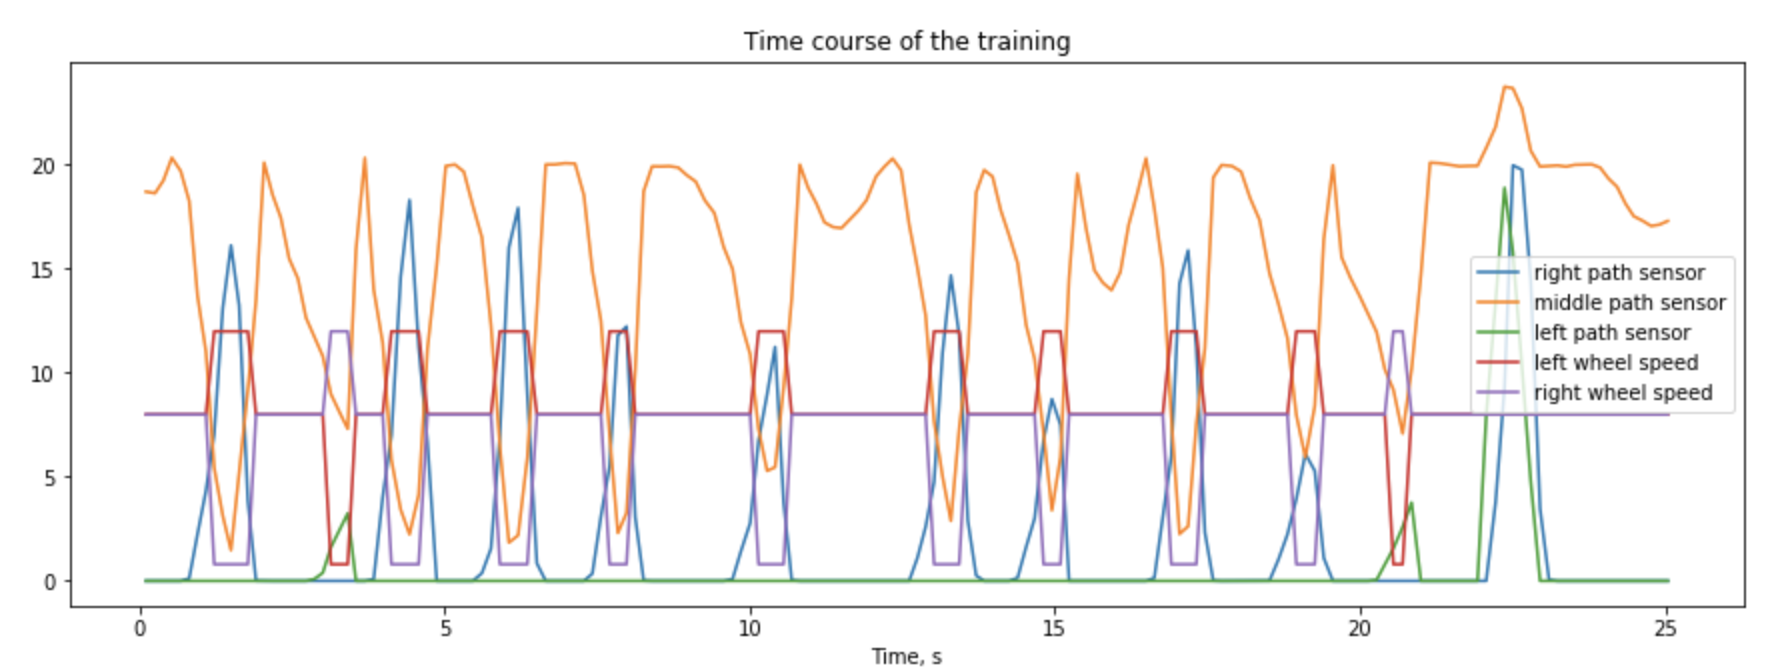 Time course of the training
20
15
10
5
0
right path sensor
middle path sensor
left path sensor
left wheel speed
right wheel speed
0 5 10 15 20 25
Time, s